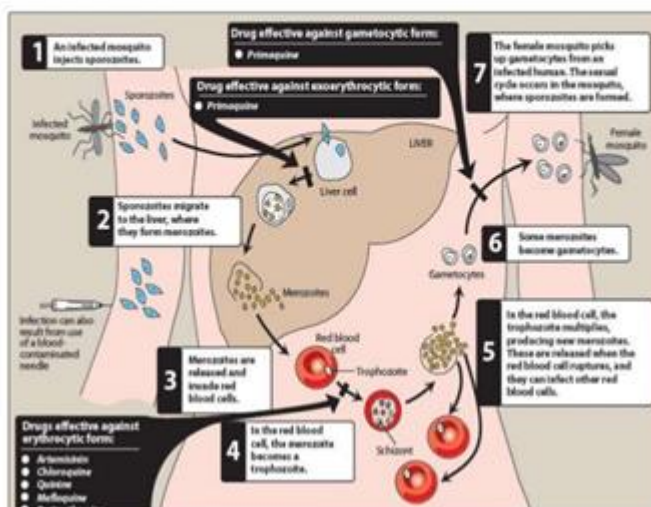 1
An infected mosquito
injects sporozoites.
Sporozoites
Infected
mosquito
Drug effective against gametocytic form:
Primaquine
Drug effective against exoerythrocytic form:
Primaquine
7
The female mosquito picks
up gametocytes from an
infected human. The sexual
cycle occurs in the mosquito,
where sporozoites are formed.
Female
mosquito
LIVER
Liver cell
2
Sporozoites migrate
to the liver, where
they form merozoites.
Merozoites
6
Some merozoites
become gametocytes.
Gametocytes
Infection can also
result from use
of a blood-
contaminated
needle
3
Merozoites are
released and
invade red
blood cells.
Red blood
cell
Trophozoite
5
In the red blood cell, the
trophozoite multiplies,
producing new merozoites.
These are released when the
red blood cell ruptures, and
they can infect other red
blood cells.
4
In the red blood
cell, the merozoite
becomes a
trophozoite.
Schizont
Drugs effective against
erythrocytic form:
Artemisinin
Chloroquine
Quinine
Mefloquine